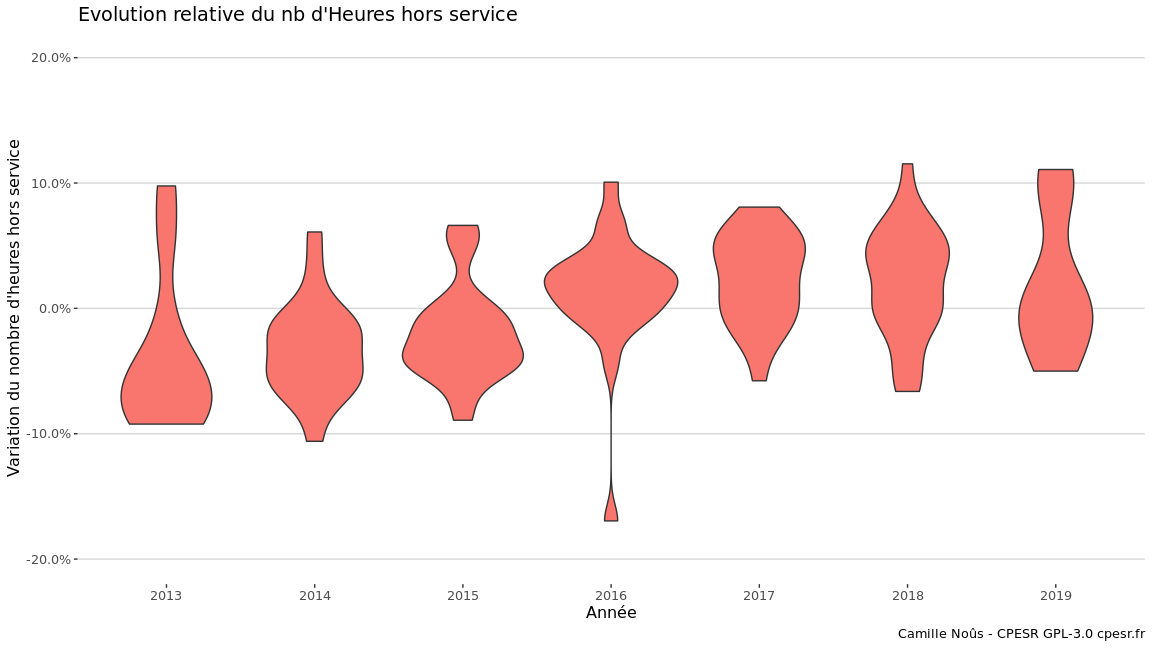 Evolution relative du nb d'Heures hors service
Variation du nombre d'heures hors service
20.0%
10.0%
0.0%
-10.0%
-20.0%
2013 2014 2015 2016 2017 2018 2019
Année
Camille Noûs - CPESR GPL-3.0 cpesr.fr